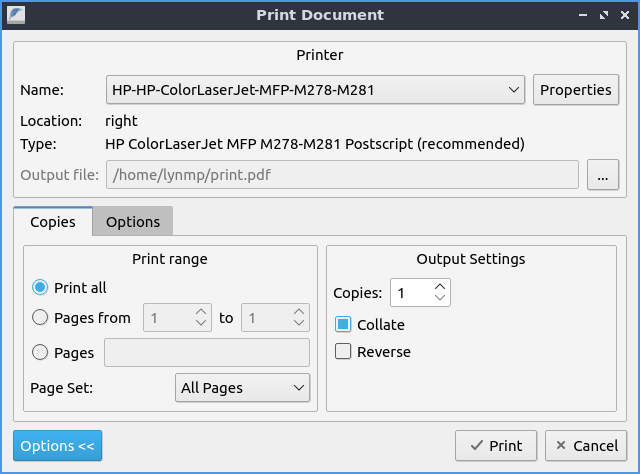 Print Document
Printer
Name: HP-HP-ColorLaserJet-MFP-M278-M281 Properties
Location: right
Type: HP ColorLaserJet MFP M278-M281 Postscript (recommended)
Output file: /home/lynmp/print.pdf ...
Copies Options
Print range
Print all
Pages from 1 to 1
Pages
Page Set: All Pages
Output Settings
Copies: 1
Collate
Reverse
Options << Print Cancel